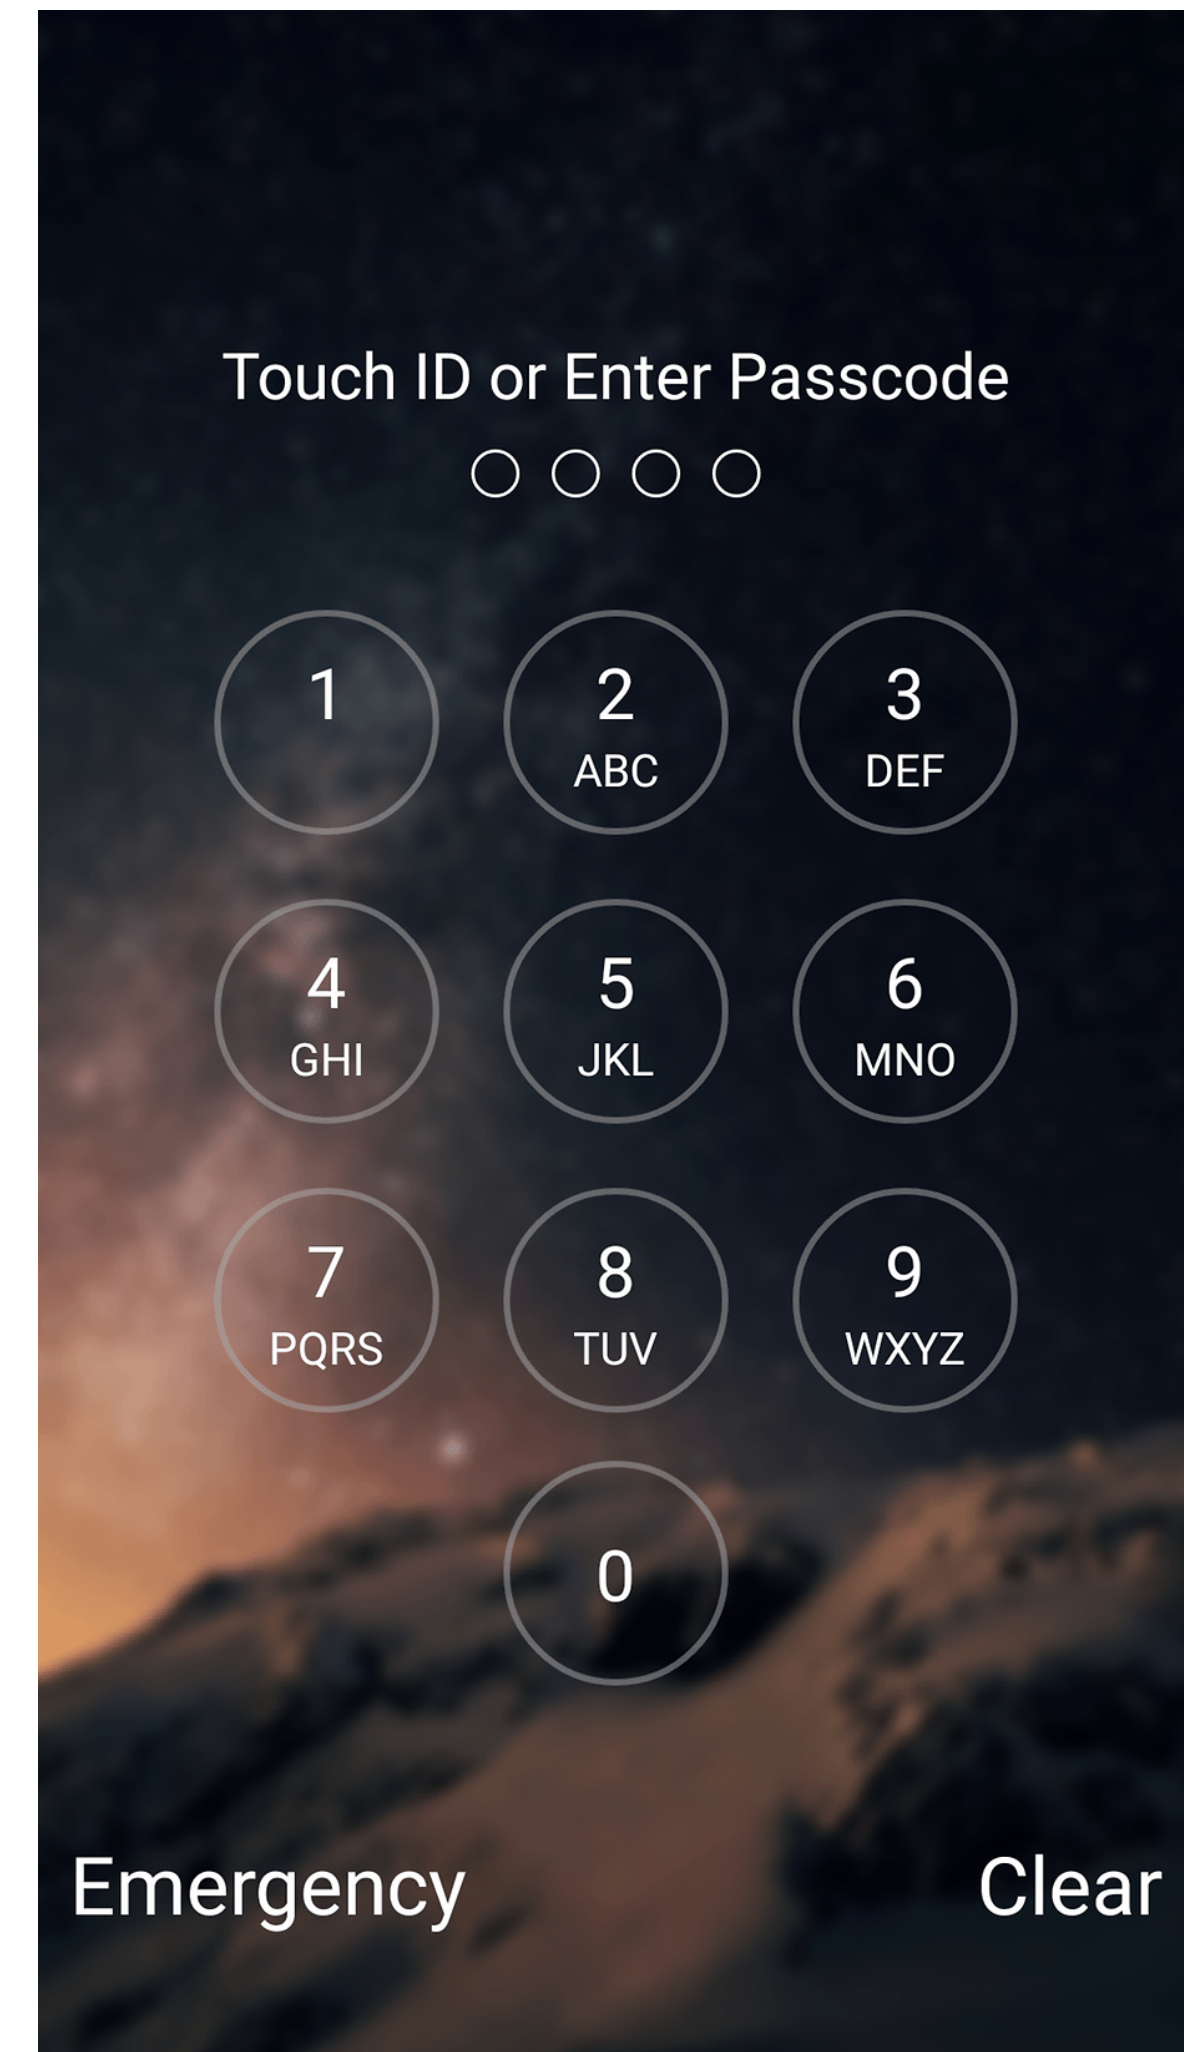 Touch ID or Enter Passcode
1 2 3
ABC DEF
4 5 6
GHI JKL MNO
7 8 9
PQRS TUV WXYZ
0
Emergency Clear